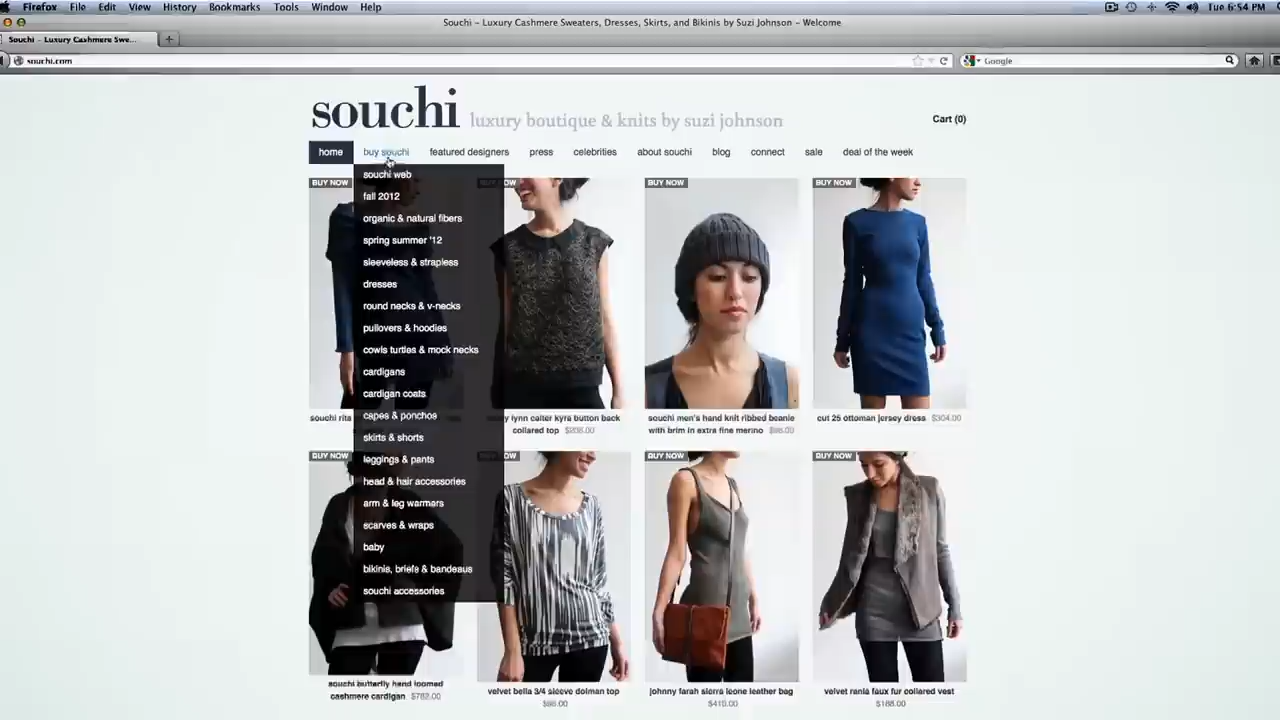 Firefox File Edit View History Bookmarks Tools Window Help Tue 6:54 PM
Souchi – Luxury Cashmere Sweaters, Dresses, Skirts, and Bikinis by Suzi Johnson – Welcome
Souchi – Luxury Cashmere Swe...
souchi.com Google
souchi luxury boutique & knits by suzi johnson Cart (0)
home buy souchi featured designers press celebrities about souchi blog connect sale deal of the week
souchi web
fall 2012
organic & natural fibers
spring summer '12
sleeveless & strapless
dresses
round necks & v-necks
pullovers & hoodies
cowls turtles & mock necks
cardigans
cardigan coats
capes & ponchos
skirts & shorts
leggings & pants
head & hair accessories
arm & leg warmers
scarves & wraps
baby
bikinis, briefs & bandeaus
souchi accessories
BUY NOW BUY NOW BUY NOW
souchi rita
lynn kyra button back
collared top
souchi men's hand knit ribbed beanie
with brim in extra fine merino
cut 25 ottoman jersey dress $304.00
BUY NOW BUY NOW BUY NOW
souchi butterfly hand loomed
cashmere cardigan $782.00
velvet bella 3/4 sleeve dolman top
johnny farah sierra leone leather bag
$410.00
velvet rania faux fur collared vest
$188.00